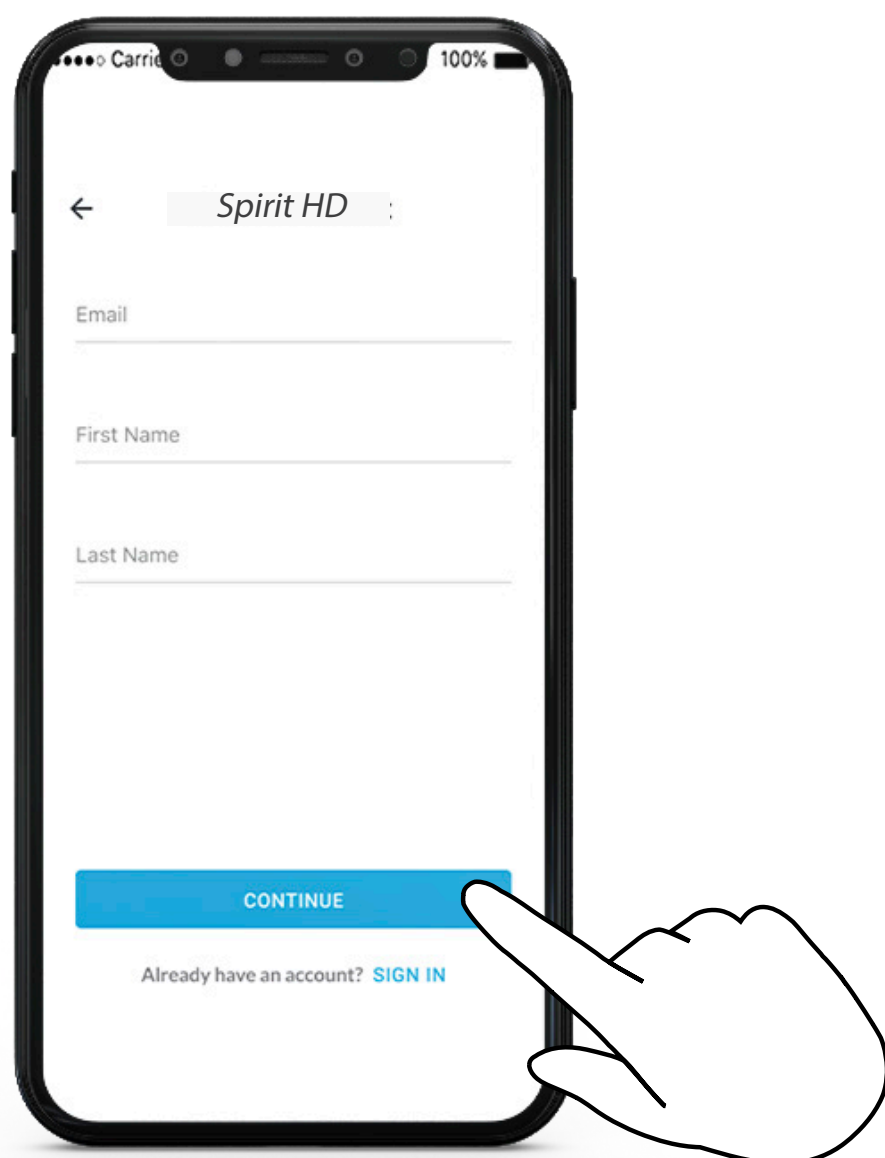 Carrie
100%
Spirit HD
Email
First Name
Last Name
CONTINUE
Already have an account? SIGN IN